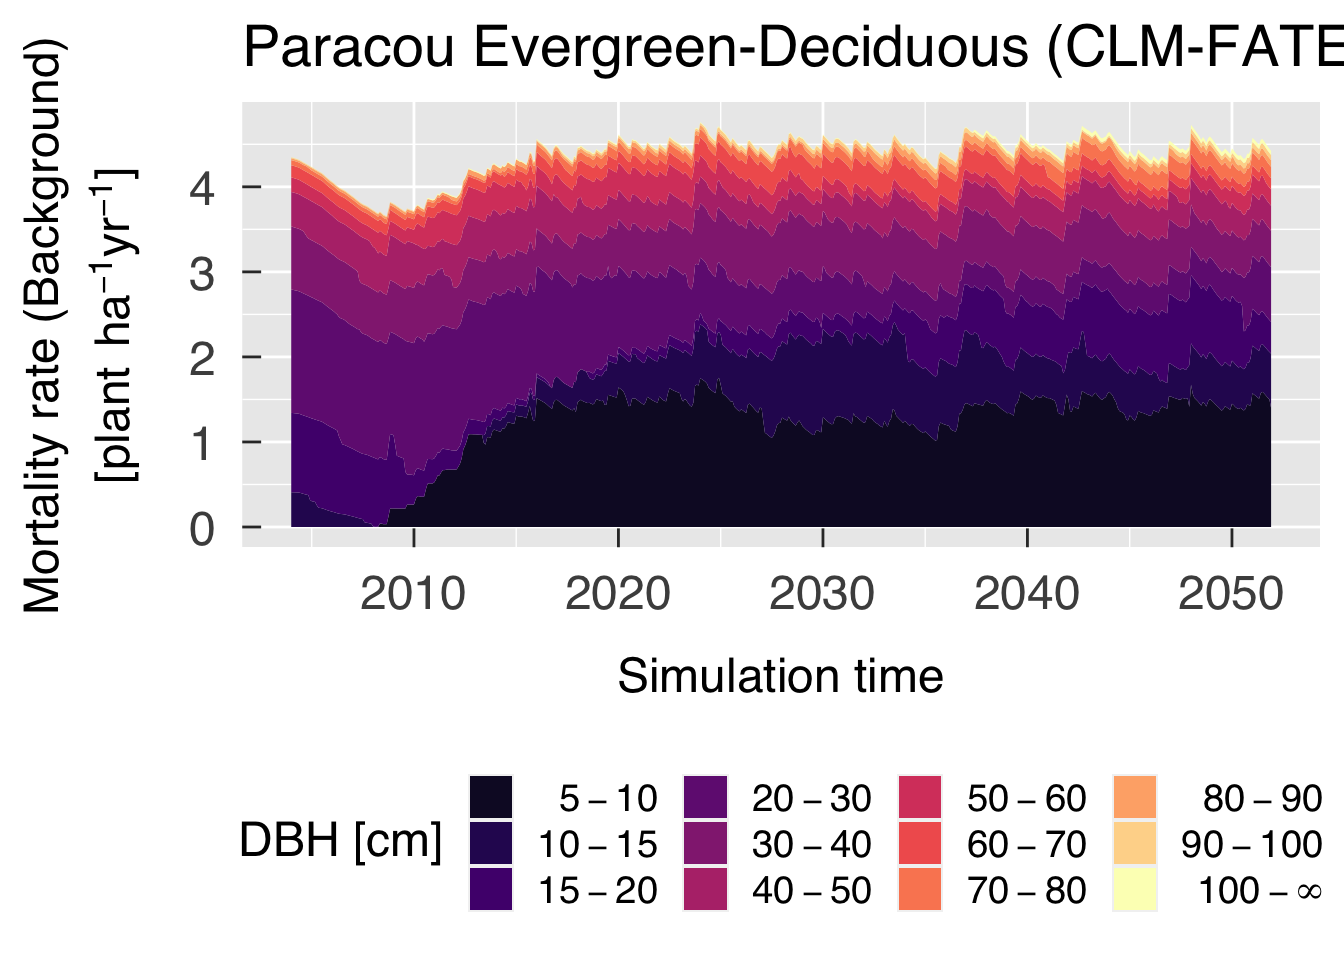 Paracou Evergreen-Deciduous (CLM-FATE
Mortality rate (Background)
[plant ha⁻¹yr⁻¹]
4
3
2
1
0
2010 2020 2030 2040 2050
Simulation time
DBH [cm]
5 – 10 20 – 30 50 – 60 80 – 90
10 – 15 30 – 40 60 – 70 90 – 100
15 – 20 40 – 50 70 – 80 100 – ∞